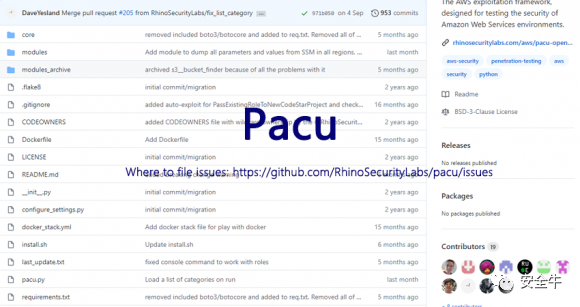 DaveYesland Merge pull request #205 from RhinoSecurityLabs/fix_list_category ... 9731e59 on 4 Sep 953 commits
core removed included boto3/botocore and added to req.txt. Removed all of ... 5 months ago
modules Add module to dump all parameters and values from SSM in all regions. ... last month
modules_archive archived s3__bucket_finder because of all the problems with it 5 months ago
.flake8 initial commit/migration 2 years ago
.gitignore added auto-exploit for PassExistingRoleToNewCodeStarProject and check... 16 months ago
CODEOWNERS added CODEOWNERS file with 2 years ago
Dockerfile Add Dockerfile 15 months ago
LICENSE initial commit/migration 2 years ago
README.md 2 years ago
__init__.py initial commit/migration 2 years ago
configure_settings.py initial commit/migration 2 years ago
docker_stack.yml Add docker stack file for play with docker 15 months ago
install.sh Update install.sh 6 months ago
last_update.txt fixed console command to work with roles 5 months ago
pacu.py Load a list of categories on run last month
requirements.txt removed included boto3/botocore and added to req.txt. Removed all of ... 5 months ago
Pacu
Where to file issues: https://github.com/RhinoSecurityLabs/pacu/issues
The AWS exploitation framework,
designed for testing the security of
Amazon Web Services environments.
rhinosecuritylabs.com/aws/pacu-open...
aws-security penetration-testing aws
security python
Readme
BSD-3-Clause License
Releases
No releases published
Packages
No packages published
Contributors 19
安全牛